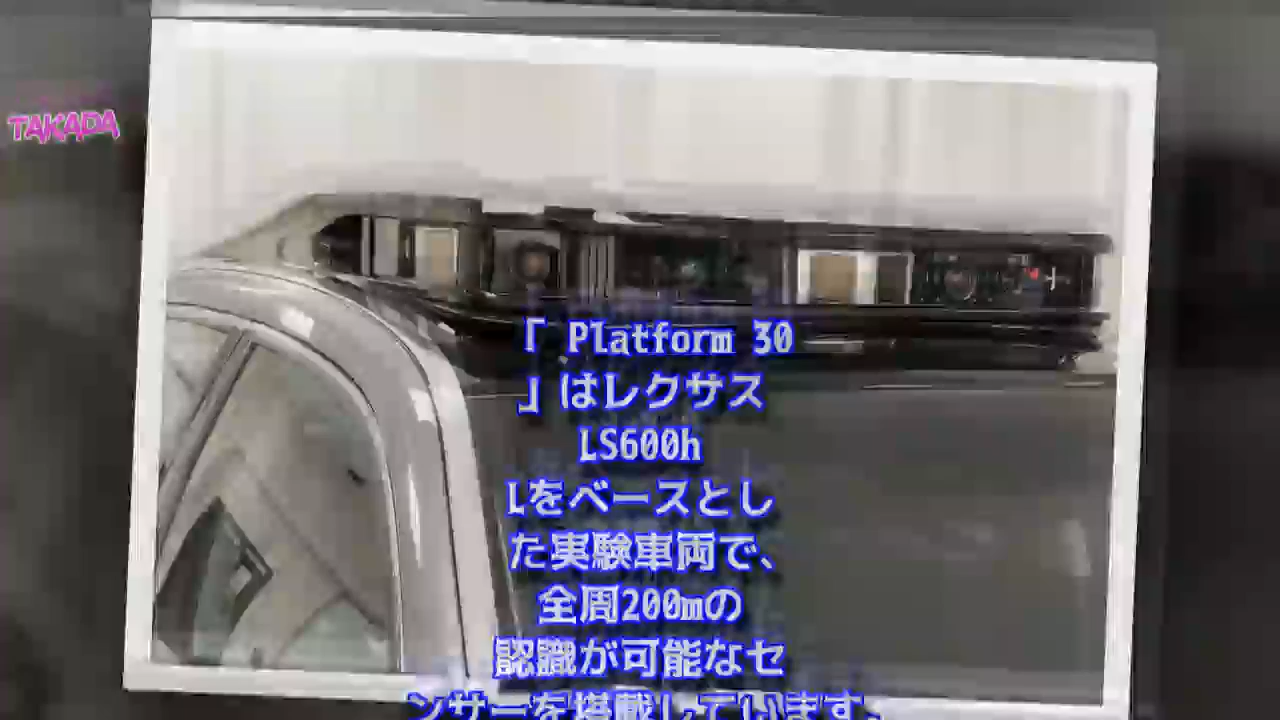 TAKADA
「 Platform 30
」はレクサス
LS600h
Lをベースとし
た実験車両で、
全周200mの
認識が可能なセ
ンサーを搭載しています。